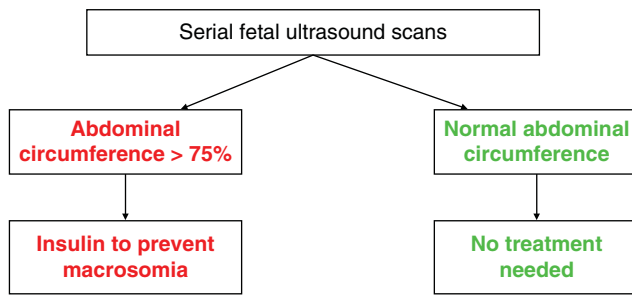 Serial fetal ultrasound scans
Abdominal
circumference > 75%
Normal abdominal
circumference
Insulin to prevent
macrosomia
No treatment
needed